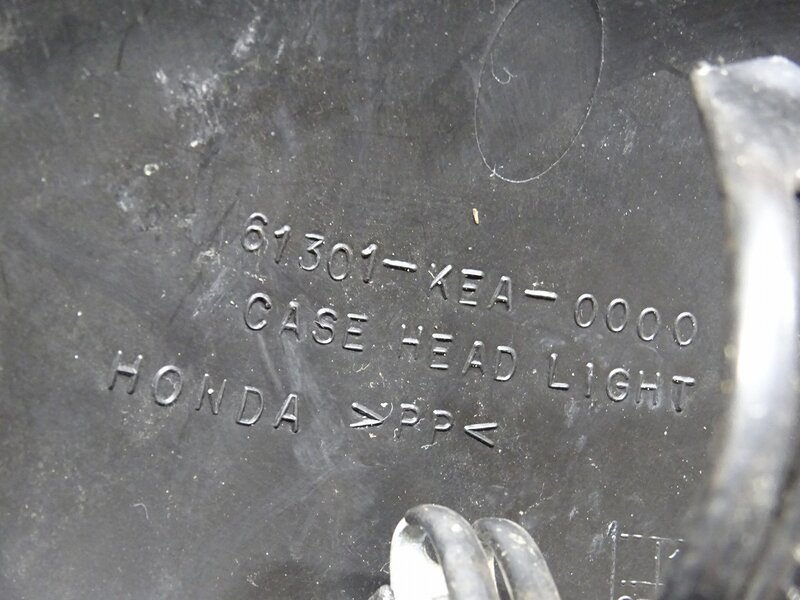 61301-KEA-0000
CASE HEAD LIGHT
HONDA >PP<